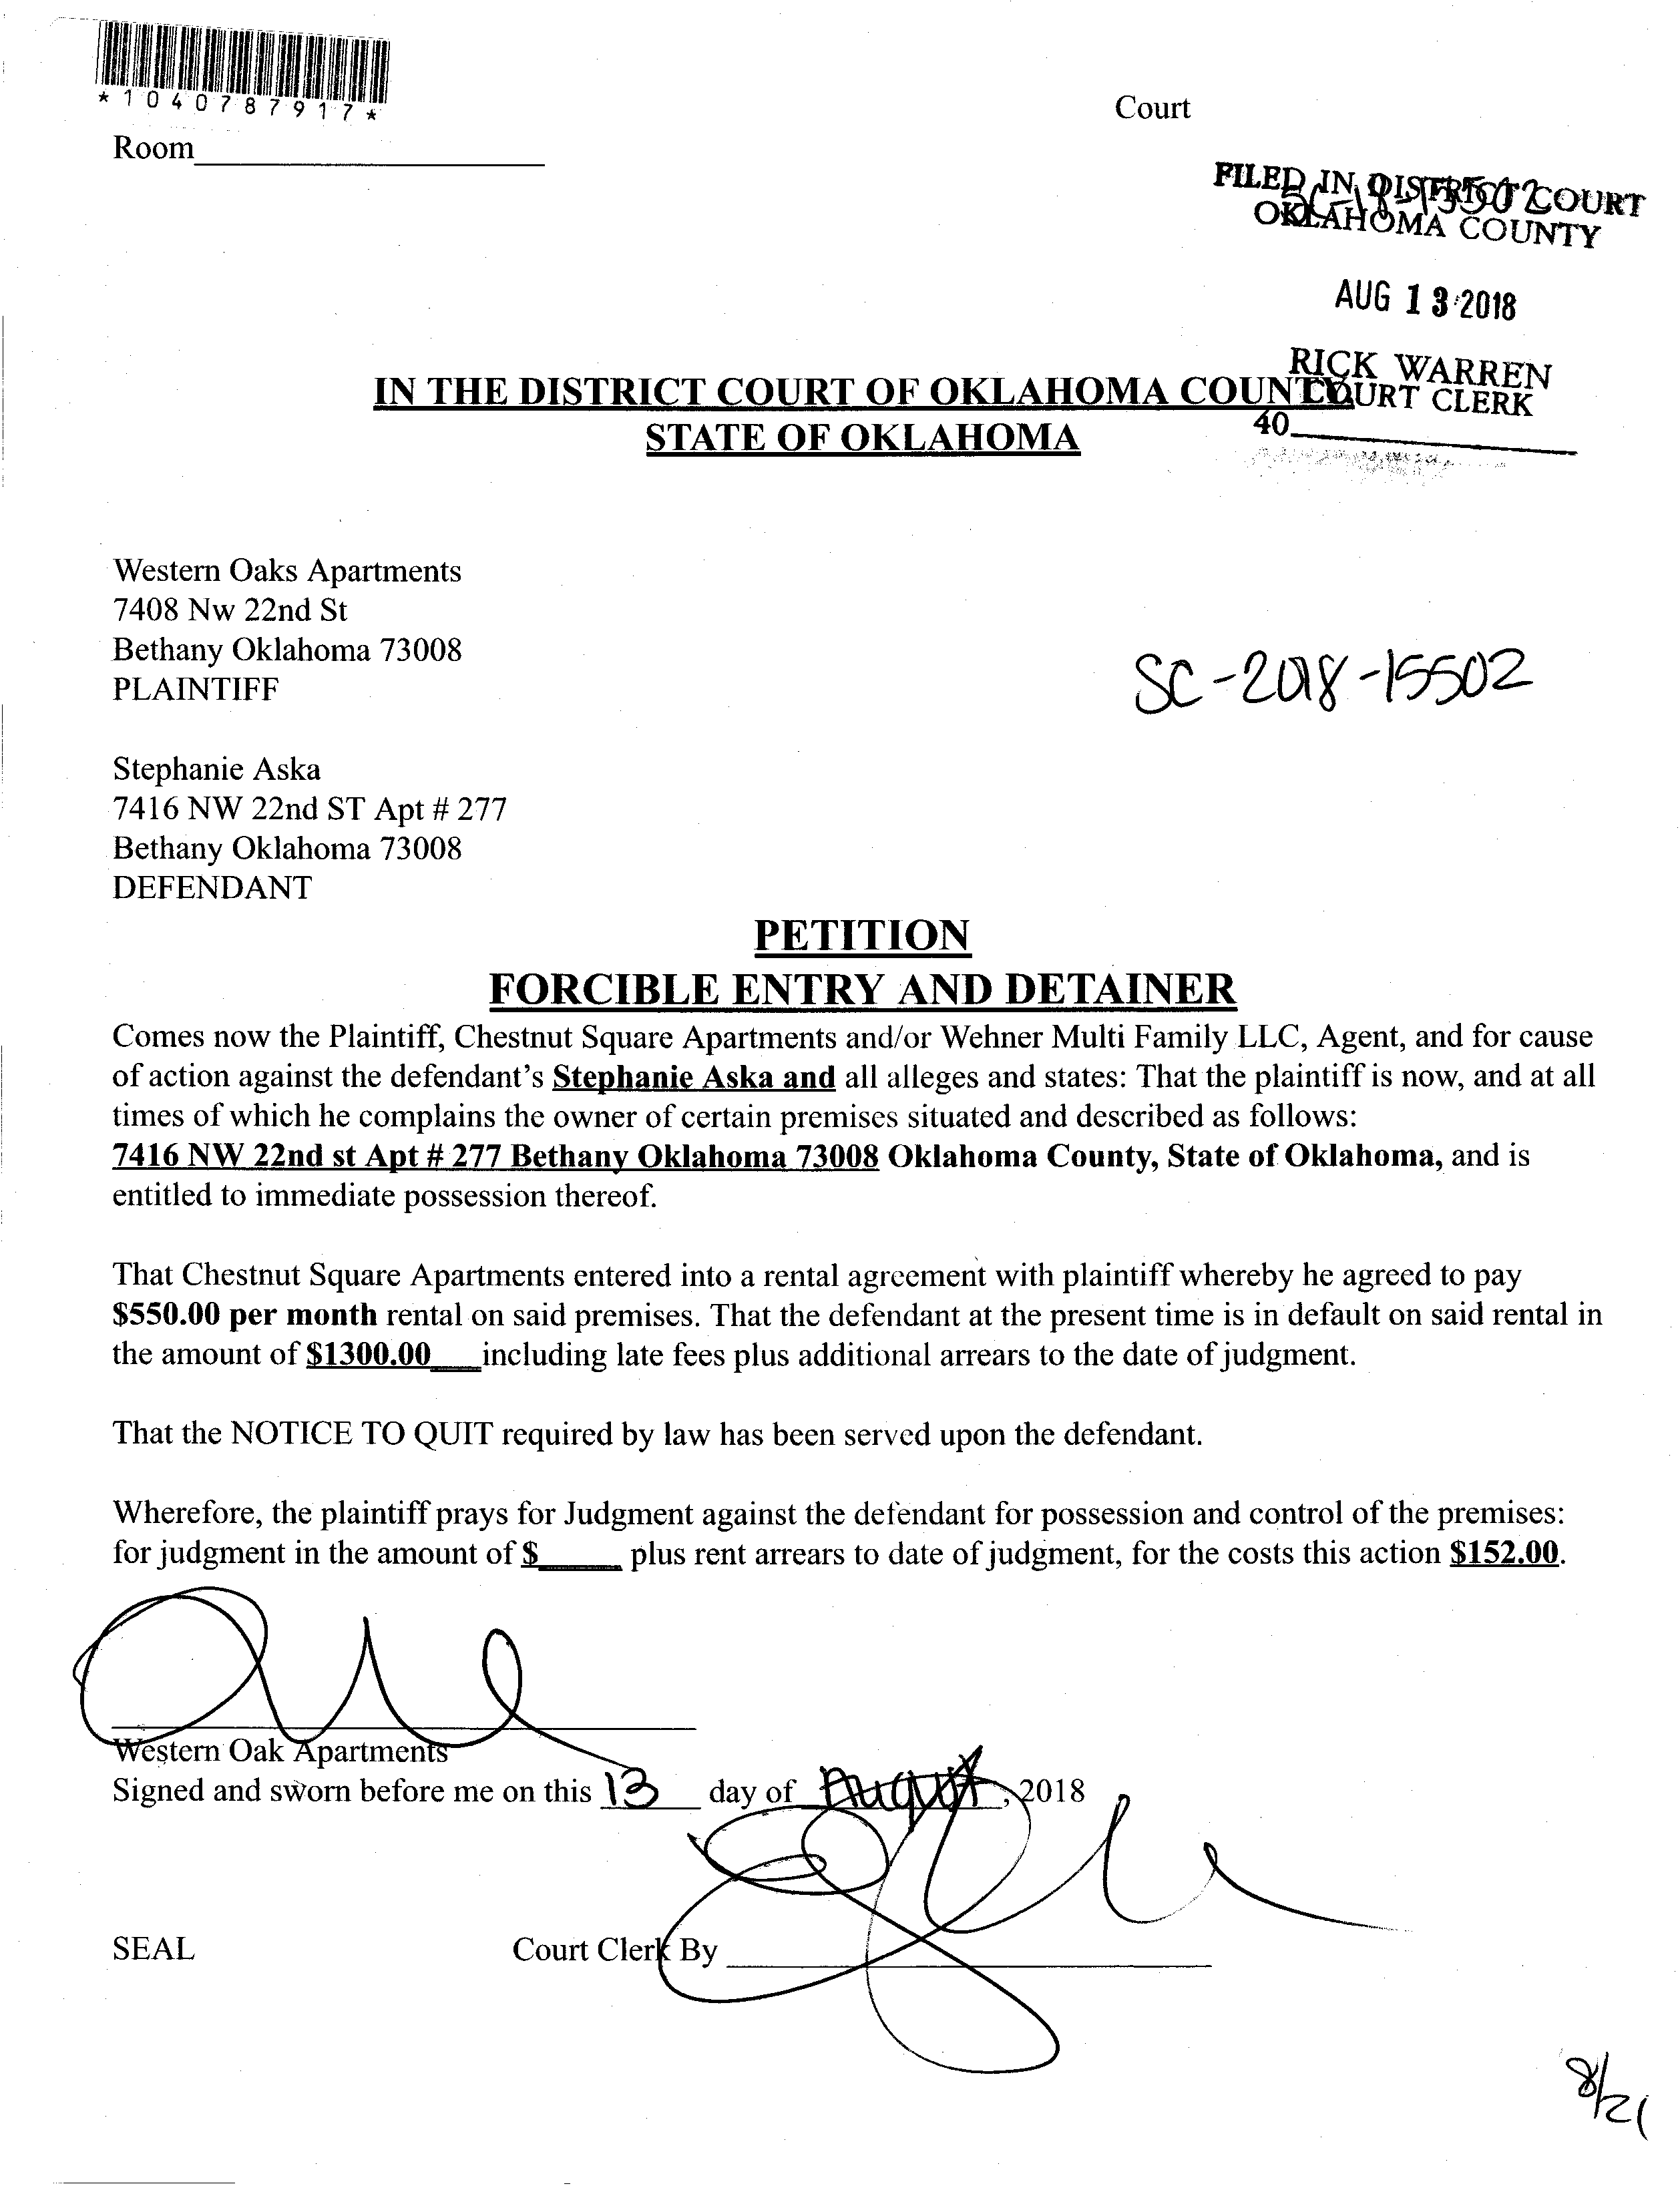 *1040787917*
Court
Room
FILED IN DISTRICT COURT
OKLAHOMA COUNTY
AUG 13 2018
RICK WARREN
COURT CLERK
40
IN THE DISTRICT COURT OF OKLAHOMA COUNTY
STATE OF OKLAHOMA
Western Oaks Apartments
7408 Nw 22nd St
Bethany Oklahoma 73008
PLAINTIFF
SC-2018-15502
Stephanie Aska
7416 NW 22nd ST Apt # 277
Bethany Oklahoma 73008
DEFENDANT
PETITION
FORCIBLE ENTRY AND DETAINER
Comes now the Plaintiff, Chestnut Square Apartments and/or Wehner Multi Family LLC, Agent, and for cause
of action against the defendant’s Stephanie Aska and all alleges and states: That the plaintiff is now, and at all
times of which he complains the owner of certain premises situated and described as follows:
7416 NW 22nd st Apt # 277 Bethany Oklahoma 73008 Oklahoma County, State of Oklahoma, and is
entitled to immediate possession thereof.
That Chestnut Square Apartments entered into a rental agreement with plaintiff whereby he agreed to pay
$550.00 per month rental on said premises. That the defendant at the present time is in default on said rental in
the amount of $1300.00___including late fees plus additional arrears to the date of judgment.
That the NOTICE TO QUIT required by law has been served upon the defendant.
Wherefore, the plaintiff prays for Judgment against the defendant for possession and control of the premises:
for judgment in the amount of $_____ plus rent arrears to date of judgment, for the costs this action $152.00.
Western Oak Apartments
Signed and sworn before me on this 13 day of August, 2018
SEAL Court Clerk By
8/21